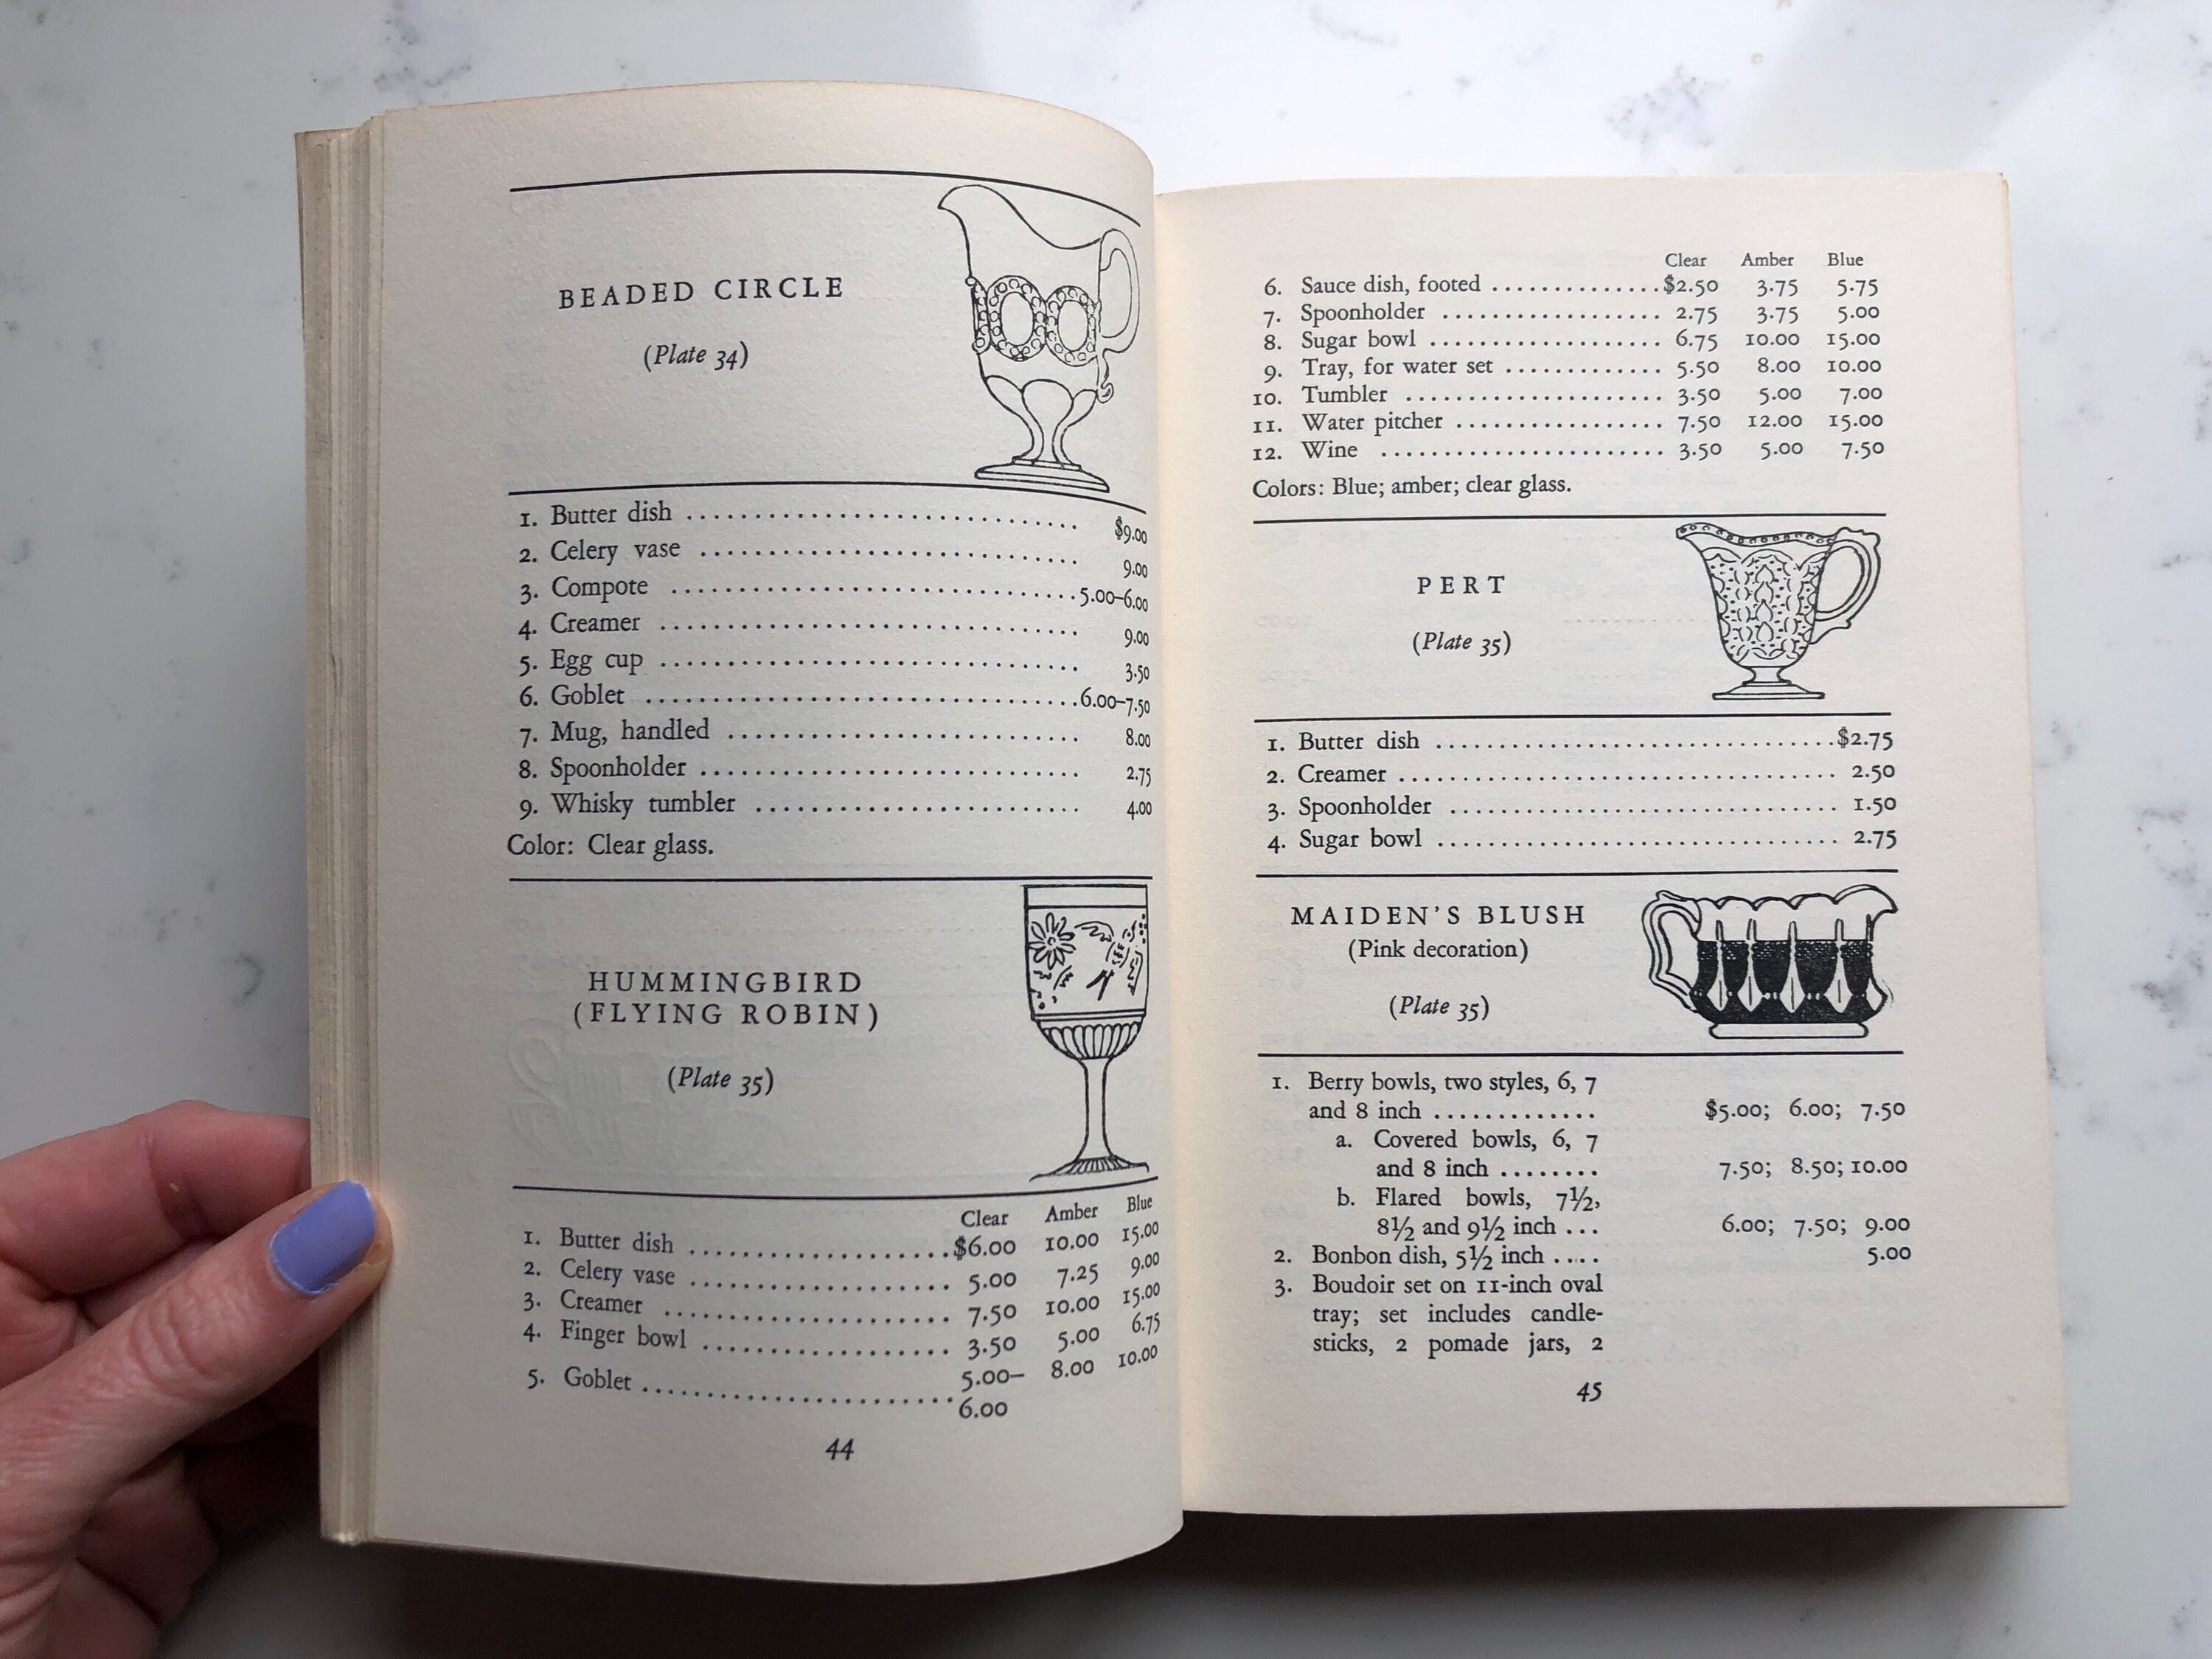 BEADED CIRCLE
(Plate 34)
1. Butter dish .............................. $9.00
2. Celery vase .............................. 9.00
3. Compote ..............................5.00–6.00
4. Creamer .............................. 9.00
5. Egg cup .............................. 3.50
6. Goblet ..............................6.00–7.50
7. Mug, handled .............................. 8.00
8. Spoonholder .............................. 2.75
9. Whisky tumbler .............................. 4.00
Color: Clear glass.
HUMMINGBIRD
(FLYING ROBIN)
(Plate 35)
Clear Amber Blue
1. Butter dish ....................$6.00 10.00 15.00
2. Celery vase .................... 5.00 7.25 9.00
3. Creamer .................... 7.50 10.00 15.00
4. Finger bowl .................... 3.50 5.00 6.75
5. Goblet ........................ 5.00– 8.00 10.00
6.00
44
Clear Amber Blue
6. Sauce dish, footed ..............$2.50 3.75 5.75
7. Spoonholder .................. 2.75 3.75 5.00
8. Sugar bowl ................... 6.75 10.00 15.00
9. Tray, for water set ............. 5.50 8.00 10.00
10. Tumbler ..................... 3.50 5.00 7.00
11. Water pitcher ................. 7.50 12.00 15.00
12. Wine ....................... 3.50 5.00 7.50
Colors: Blue; amber; clear glass.
PERT
(Plate 35)
1. Butter dish ................................$2.75
2. Creamer ................................... 2.50
3. Spoonholder ............................... 1.50
4. Sugar bowl ................................ 2.75
MAIDEN'S BLUSH
(Pink decoration)
(Plate 35)
1. Berry bowls, two styles, 6, 7
and 8 inch ............. $5.00; 6.00; 7.50
a. Covered bowls, 6, 7
and 8 inch ........ 7.50; 8.50; 10.00
b. Flared bowls, 7½,
8½ and 9½ inch ... 6.00; 7.50; 9.00
2. Bonbon dish, 5½ inch .... 5.00
3. Boudoir set on 11-inch oval
tray; set includes candle-
sticks, 2 pomade jars, 2
45